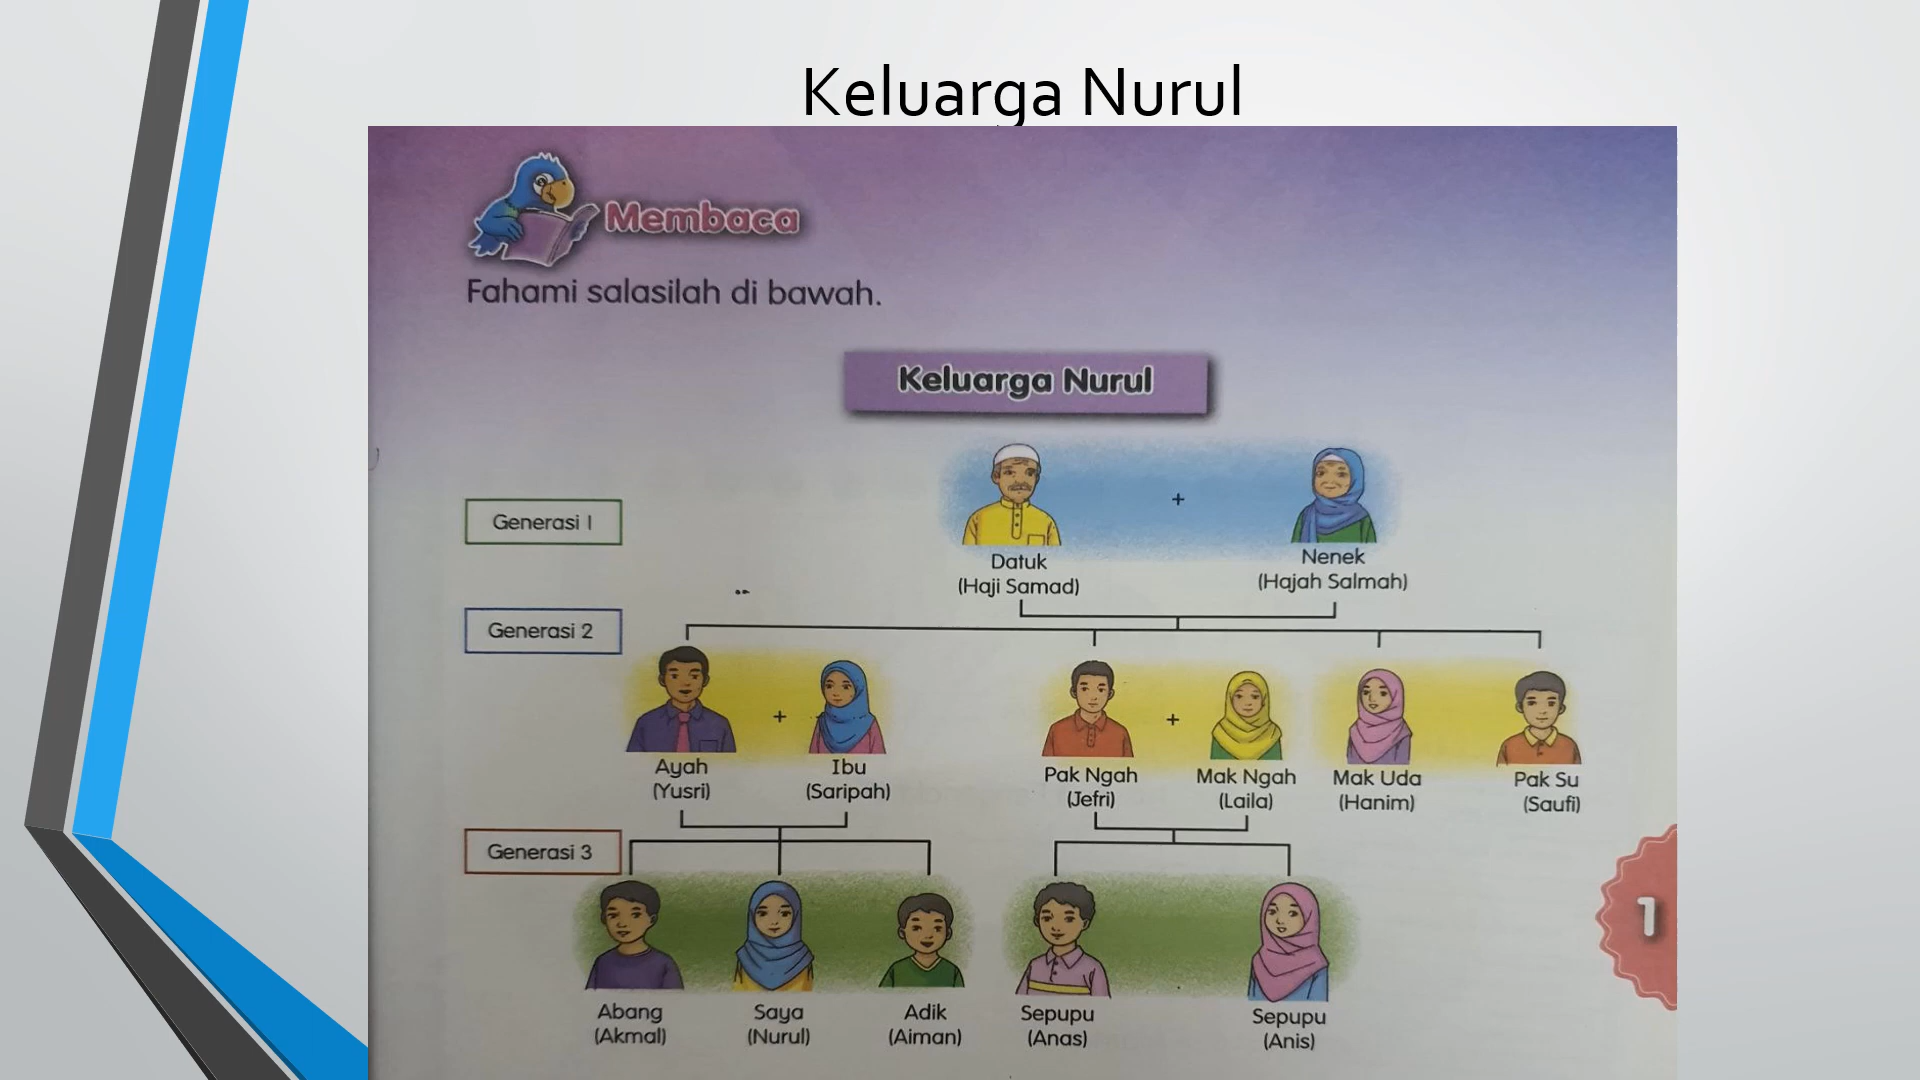 Keluarga Nurul
Membaca
Fahami salasilah di bawah.
Keluarga Nurul
Generasi 1
+
Datuk
(Haji Samad)
Nenek
(Hajah Salmah)
Generasi 2
+
+
Ayah
(Yusri)
Ibu
(Saripah)
Pak Ngah
(Jefri)
Mak Ngah
(Laila)
Mak Uda
(Hanim)
Pak Su
(Saufi)
Generasi 3
1
Abang
(Akmal)
Saya
(Nurul)
Adik
(Aiman)
Sepupu
(Anas)
Sepupu
(Anis)